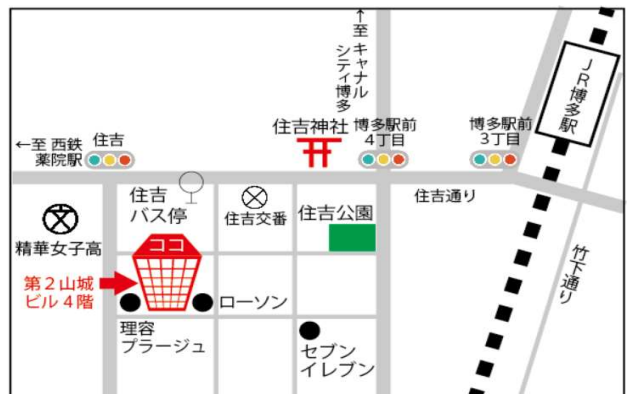 ←至 キャナル
シティ博多
JR博多駅
住吉神社
博多駅前
4丁目
博多駅前
3丁目
←至 西鉄
薬院駅
住吉
住吉
バス停
住吉交番
住吉公園
住吉通り
精華女子高
ココ
竹下通り
第2山城
ビル4階
ローソン
理容
プラージュ
セブン
イレブン